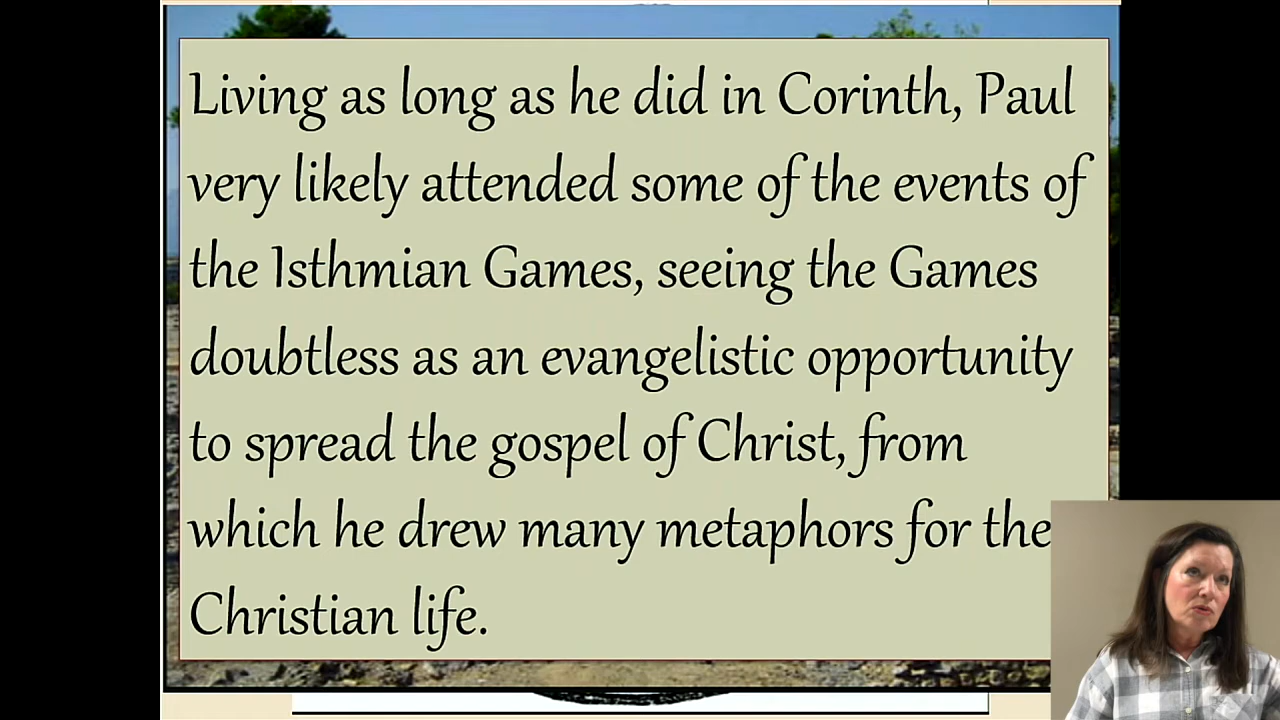 Living as long as he did in Corinth, Paul
very likely attended some of the events of
the Isthmian Games, seeing the Games
doubtless as an evangelistic opportunity
to spread the gospel of Christ, from
which he drew many metaphors for the
Christian life.